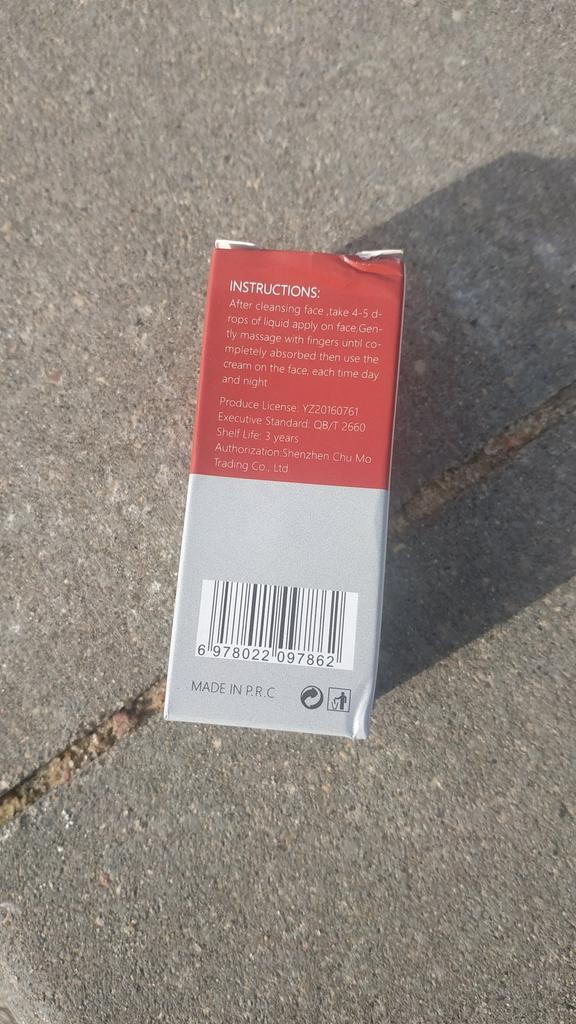 INSTRUCTIONS:
After cleansing face ,take 4-5 d-
rops of liquid apply on face,Gen-
tly massage with fingers until co-
mpletely absorbed then use the
cream on the face, each time day
and night
Produce License: YZ20160761
Executive Standard: QB/T 2660
Shelf Life: 3 years
Authorization:Shenzhen Chu Mo
Trading Co., Ltd
6 978022 097862
MADE IN P.R.C